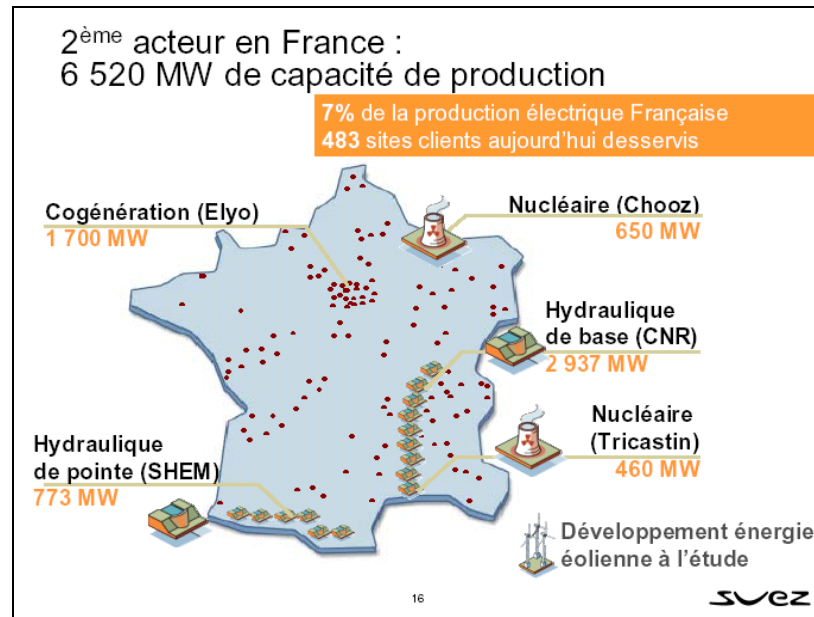 2ème acteur en France :
6 520 MW de capacité de production
7% de la production électrique Française
483 sites clients aujourd'hui desservis
Cogénération (Elyo)
1 700 MW
Nucléaire (Chooz)
650 MW
Hydraulique
de base (CNR)
2 937 MW
Nucléaire
(Tricastin)
460 MW
Hydraulique
de pointe (SHEM)
773 MW
Développement énergie
éolienne à l'étude
16
suez